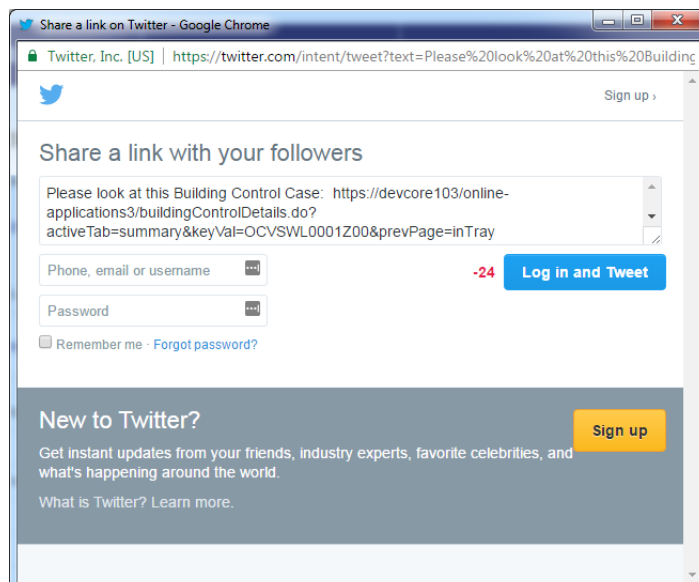 Share a link on Twitter - Google Chrome
Twitter, Inc. [US] | https://twitter.com/intent/tweet?text=Please%20look%20at%20this%20Building
Sign up ›
Share a link with your followers
Please look at this Building Control Case: https://devcore103/online-
applications3/buildingControlDetails.do?
activeTab=summary&keyVal=OCVSWL0001Z00&prevPage=inTray
Phone, email or username
-24 Log in and Tweet
Password
Remember me · Forgot password?
New to Twitter?
Sign up
Get instant updates from your friends, industry experts, favorite celebrities, and
what's happening around the world.
What is Twitter? Learn more.